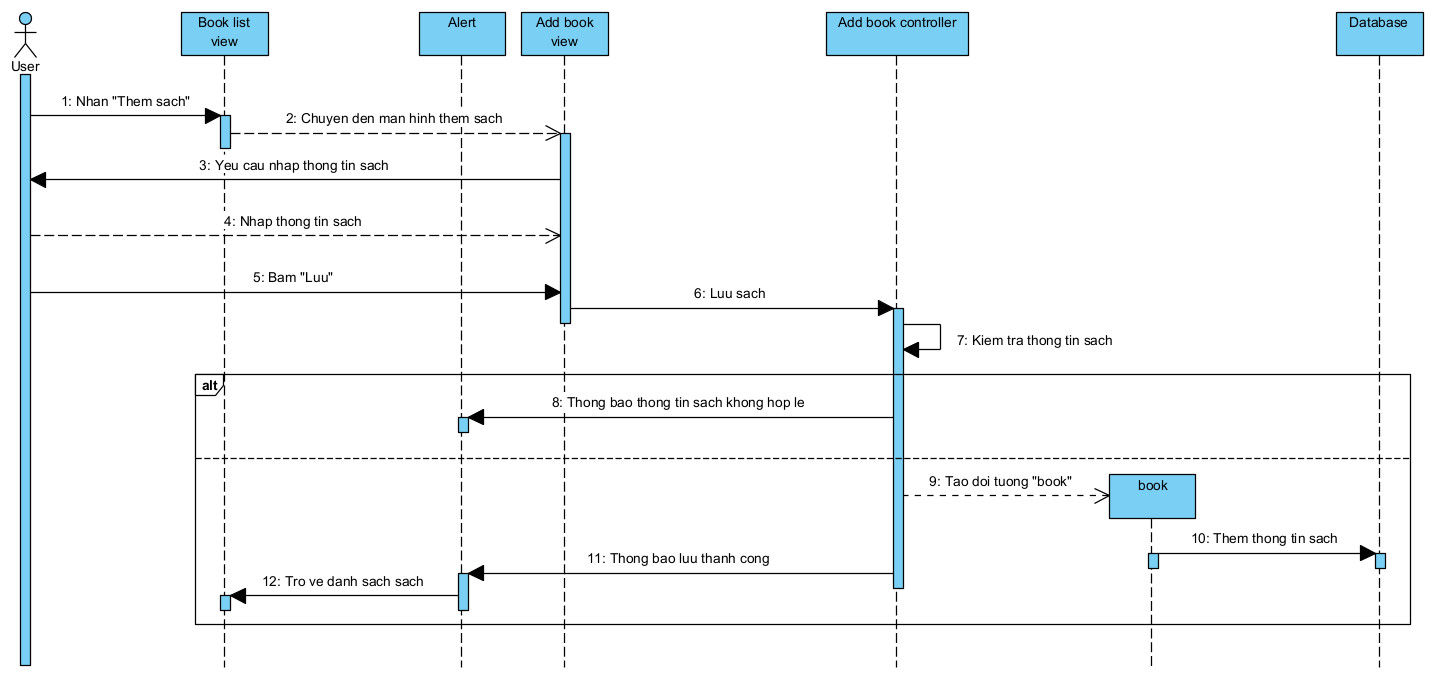 Book list
view
Alert
Add book
view
Add book controller
Database
User
1: Nhan "Them sach"
2: Chuyen den man hinh them sach
3: Yeu cau nhap thong tin sach
4: Nhap thong tin sach
5: Bam "Luu"
6: Luu sach
7: Kiem tra thong tin sach
alt
8: Thong bao thong tin sach khong hop le
9: Tao doi tuong "book"
book
10: Them thong tin sach
11: Thong bao luu thanh cong
12: Tro ve danh sach sach